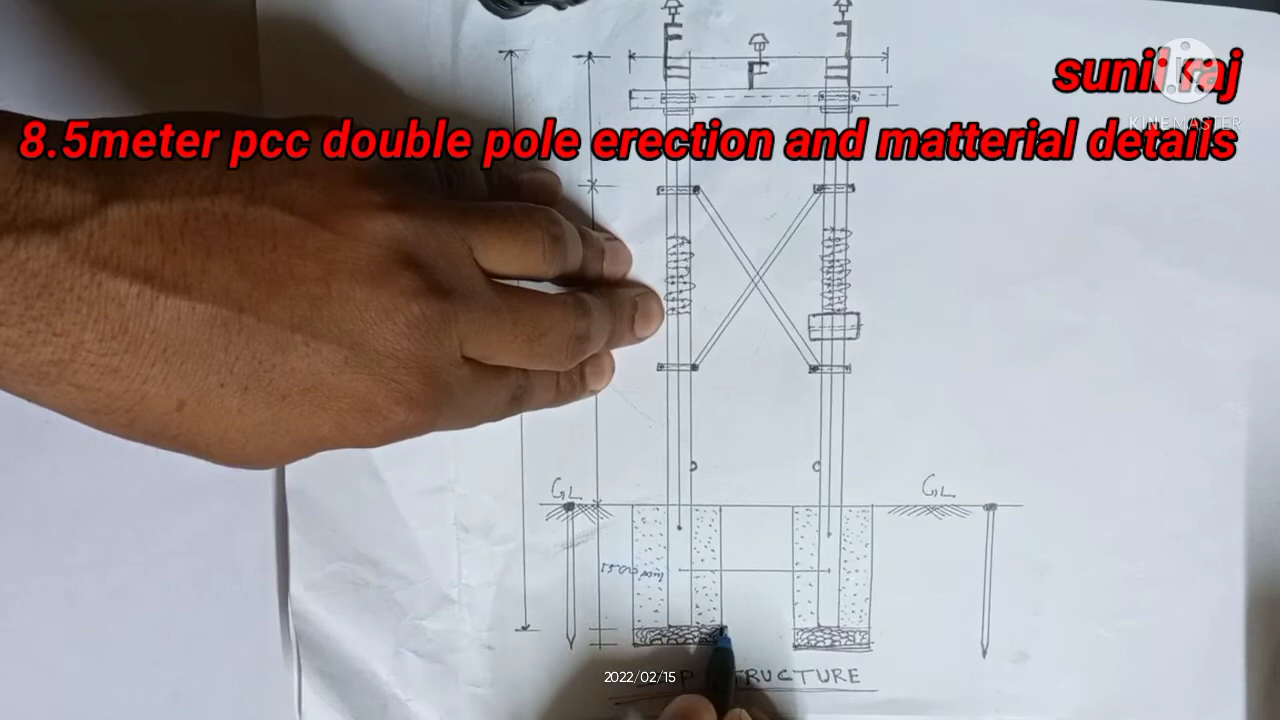 sunil raj
KINEMASTER
8.5meter pcc double pole erection and matterial details
GL
GL
1500 mm
2022/02/15
P TRUCTURE